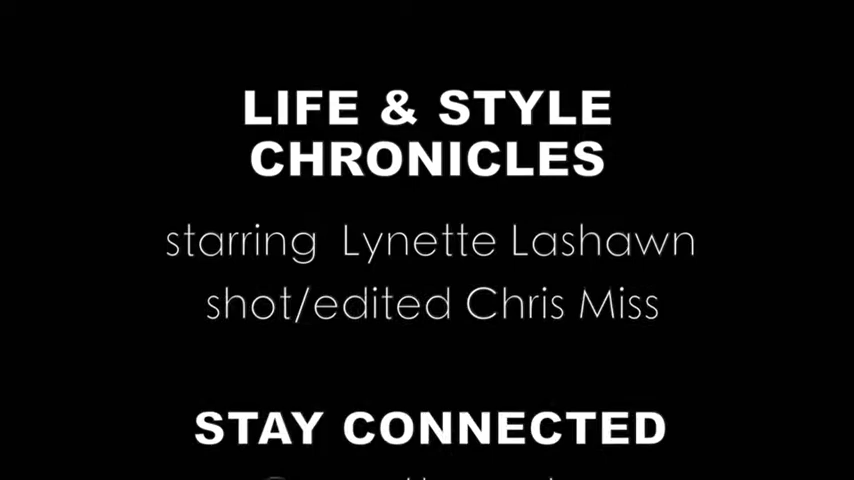 LIFE & STYLE
CHRONICLES
starring Lynette Lashawn
shot/edited Chris Miss
STAY CONNECTED